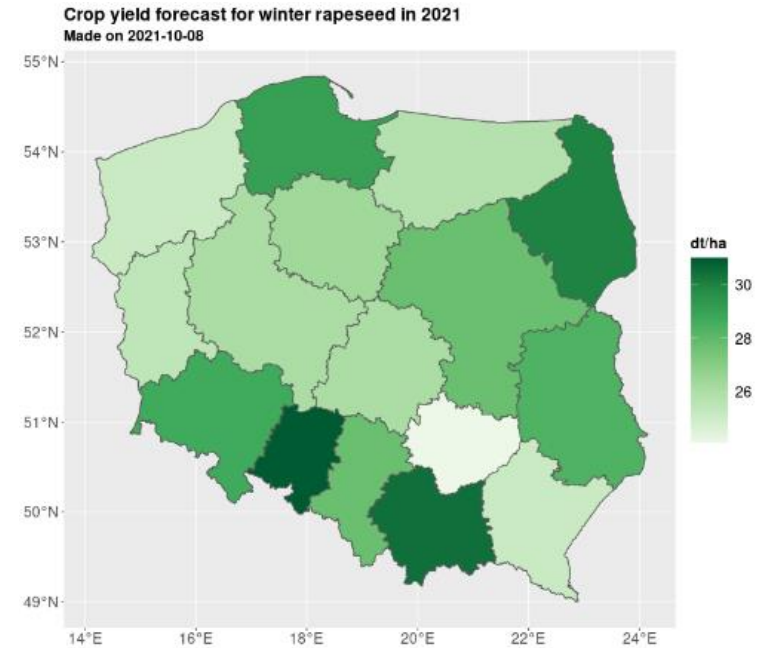 Crop yield forecast for winter rapeseed in 2021
Made on 2021-10-08
55°N
54°N
53°N
52°N
51°N
50°N
49°N
14°E
16°E
18°E
20°E
22°E
24°E
dt/ha
30
28
26